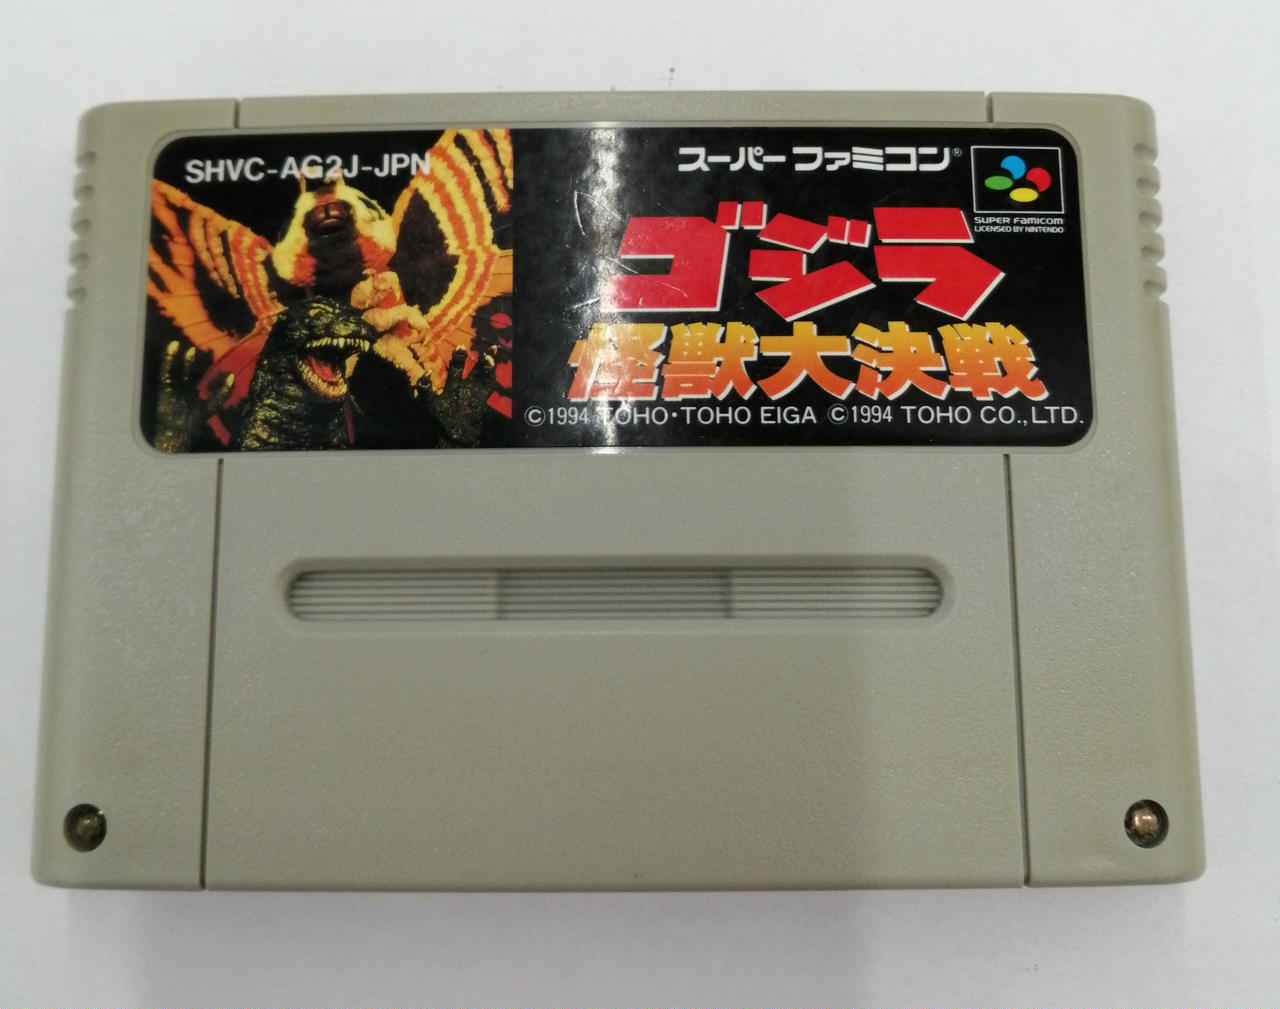 SHVC-AG2J-JPN
スーパーファミコン®
SUPER FAMICOM
LICENSED BY NINTENDO
ゴジラ
怪獣大決戦
©1994 TOHO・TOHO EIGA ©1994 TOHO CO.,LTD.